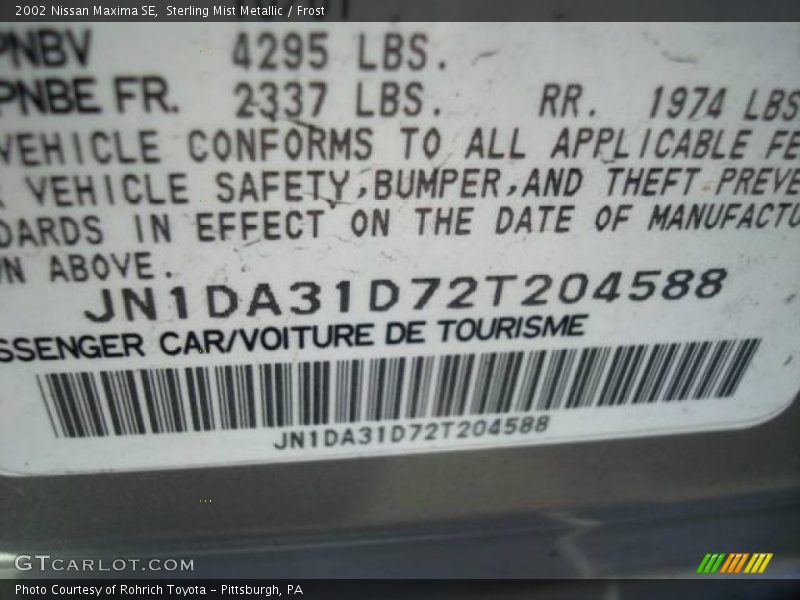 2002 Nissan Maxima SE, Sterling Mist Metallic / Frost
PNBV 4295 LBS.
PNBE FR. 2337 LBS. RR. 1974 LBS
VEHICLE CONFORMS TO ALL APPLICABLE FE
VEHICLE SAFETY,BUMPER,AND THEFT PREVE
DARDS IN EFFECT ON THE DATE OF MANUFACTU
WN ABOVE.
JN1DA31D72T204588
SSENGER CAR/VOITURE DE TOURISME
JN1DA31D72T204588
GTCARLOT.COM
Photo Courtesy of Rohrich Toyota - Pittsburgh, PA